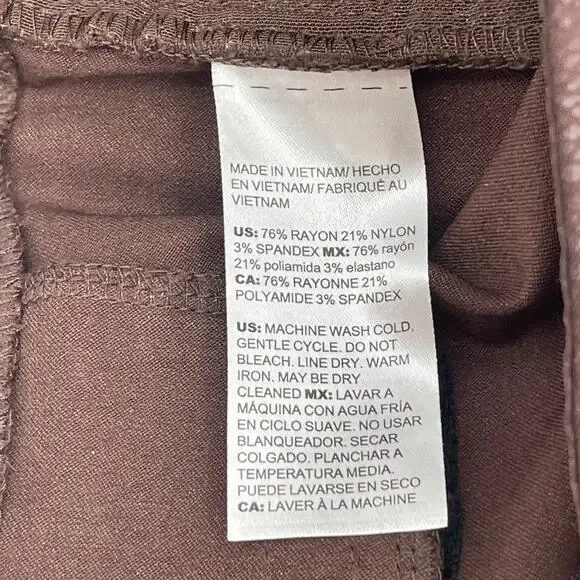 MADE IN VIETNAM/ HECHO
EN VIETNAM/ FABRIQUÉ AU
VIETNAM
US: 76% RAYON 21% NYLON
3% SPANDEX MX: 76% rayón
21% poliamida 3% elastano
CA: 76% RAYONNE 21%
POLYAMIDE 3% SPANDEX
US: MACHINE WASH COLD.
GENTLE CYCLE. DO NOT
BLEACH. LINE DRY. WARM
IRON. MAY BE DRY
CLEANED MX: LAVAR A
MÁQUINA CON AGUA FRÍA
EN CICLO SUAVE. NO USAR
BLANQUEADOR. SECAR
COLGADO. PLANCHAR A
TEMPERATURA MEDIA.
PUEDE LAVARSE EN SECO
CA: LAVER À LA MACHINE